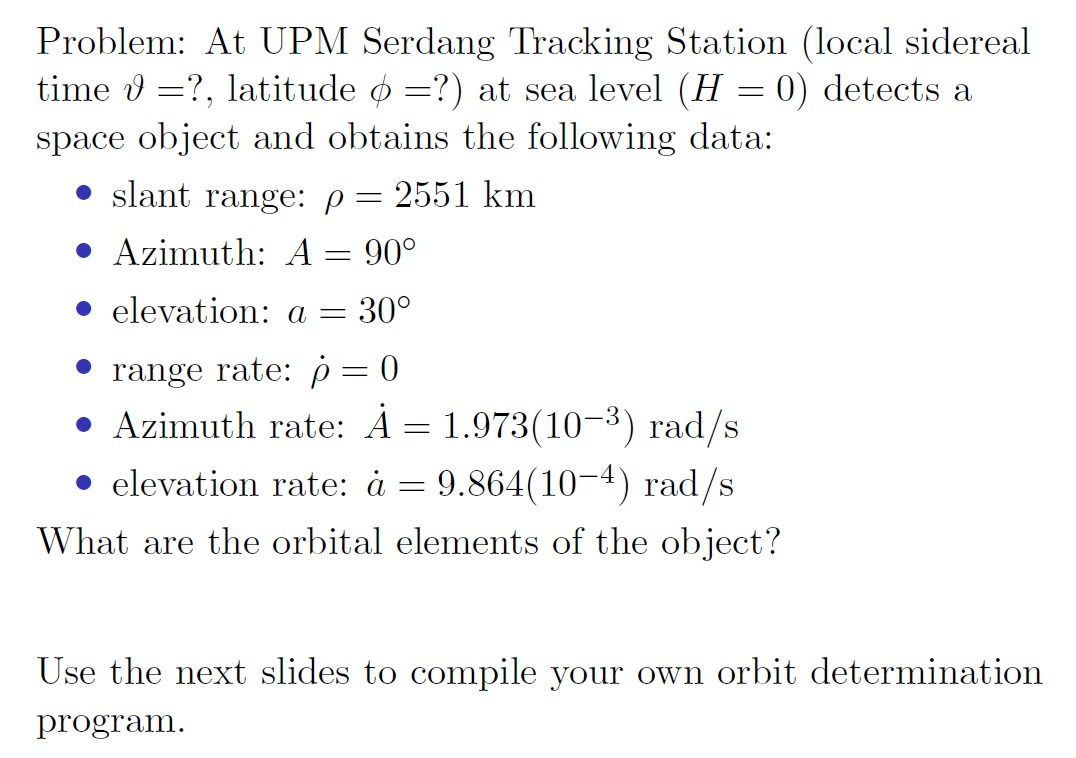 Problem: At UPM Serdang Tracking Station (local sidereal
time ϑ =?, latitude ϕ =?) at sea level (H = 0) detects a
space object and obtains the following data:
• slant range: ρ = 2551 km
• Azimuth: A = 90°
• elevation: a = 30°
• range rate: ρ̇ = 0
• Azimuth rate: Ȧ = 1.973(10⁻³) rad/s
• elevation rate: ȧ = 9.864(10⁻⁴) rad/s
What are the orbital elements of the object?
Use the next slides to compile your own orbit determination
program.